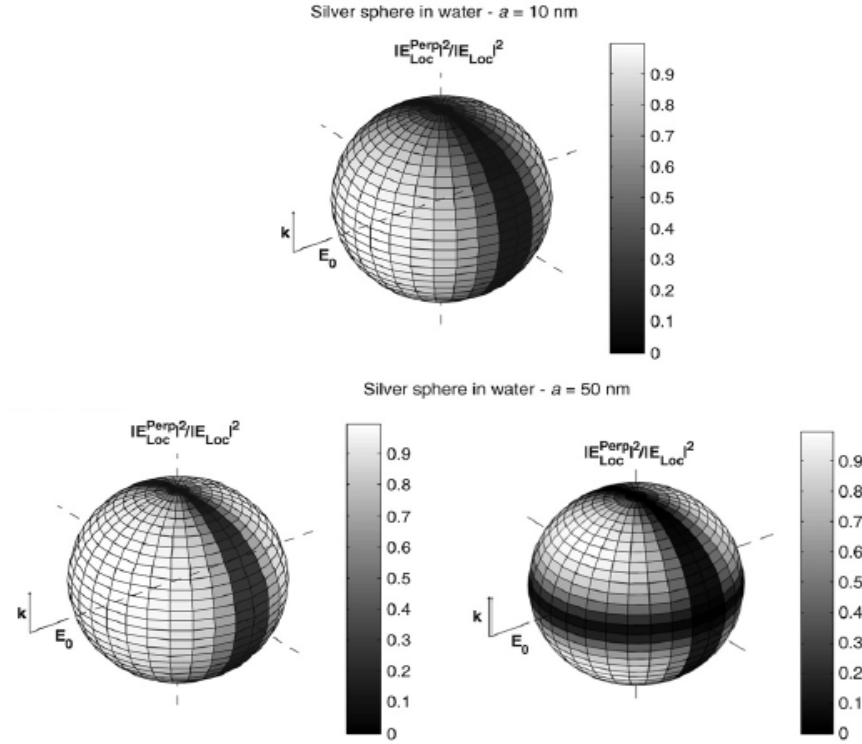 Silver sphere in water - a = 10 nm
|E_Loc^Perp|²/|E_Loc|²
0.9
0.8
0.7
0.6
0.5
0.4
0.3
0.2
0.1
0
k
E₀
Silver sphere in water - a = 50 nm
|E_Loc^Perp|²/|E_Loc|²
0.9
0.8
0.7
0.6
0.5
0.4
0.3
0.2
0.1
0
k
E₀
|E_Loc^Perp|²/|E_Loc|²
0.9
0.8
0.7
0.6
0.5
0.4
0.3
0.2
0.1
0
k
E₀